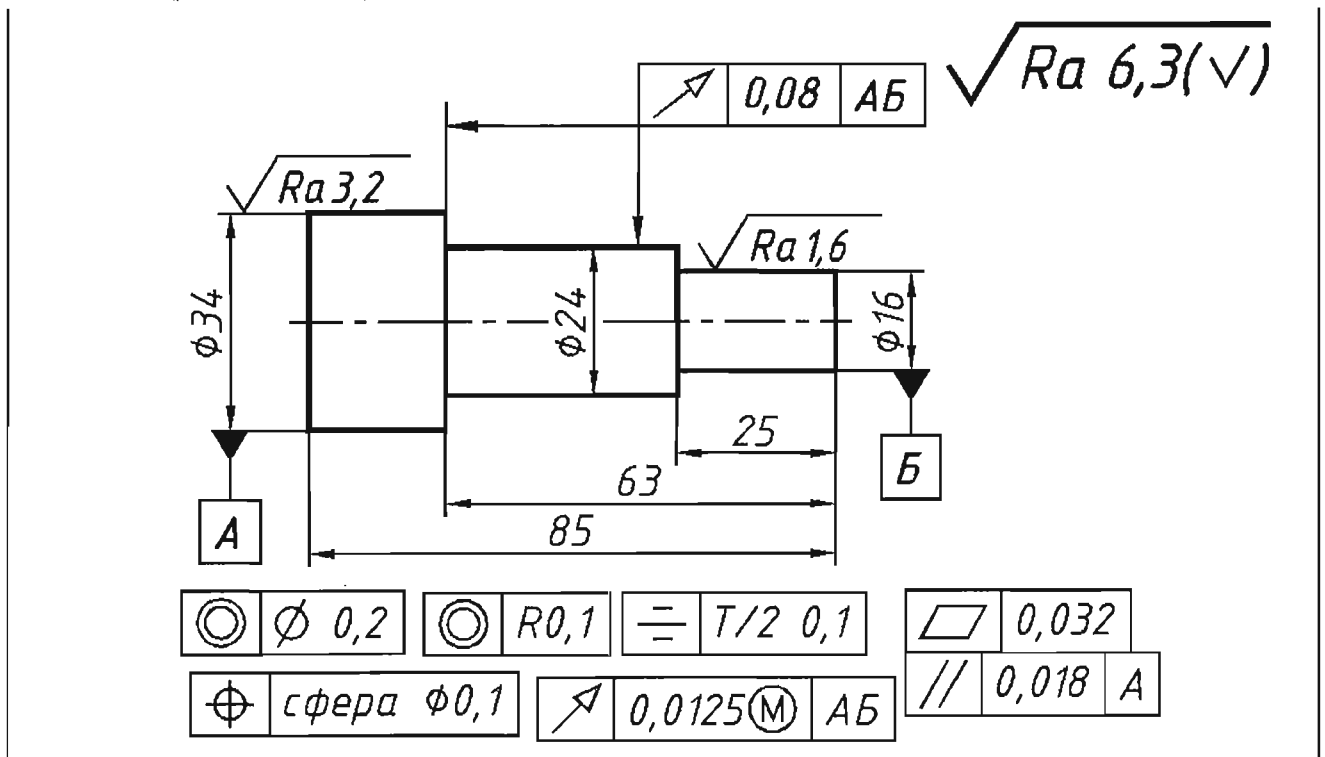 0,08 АБ
Ra 6,3(√)
Ra 3,2
Ra 1,6
ф34
ф24
ф16
25
63
85
А
Б
Ø 0,2
R0,1
T/2 0,1
0,032
сфера ф0,1
0,0125Ⓜ АБ
// 0,018 А